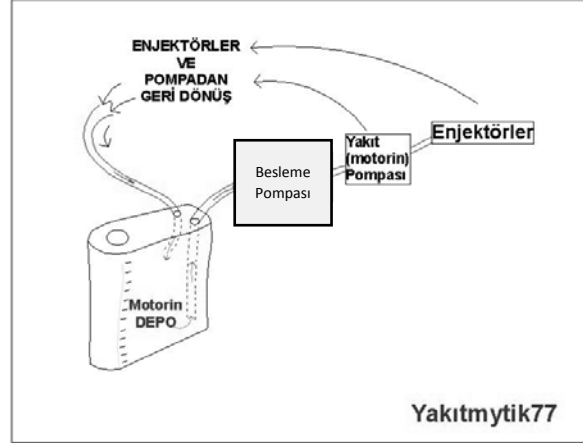 ENJEKTÖRLER
VE
POMPADAN
GERİ DÖNÜŞ
Enjektörler
Yakıt
(motorin)
Pompası
Besleme
Pompası
Motorin
DEPO
Yakıtmytik77